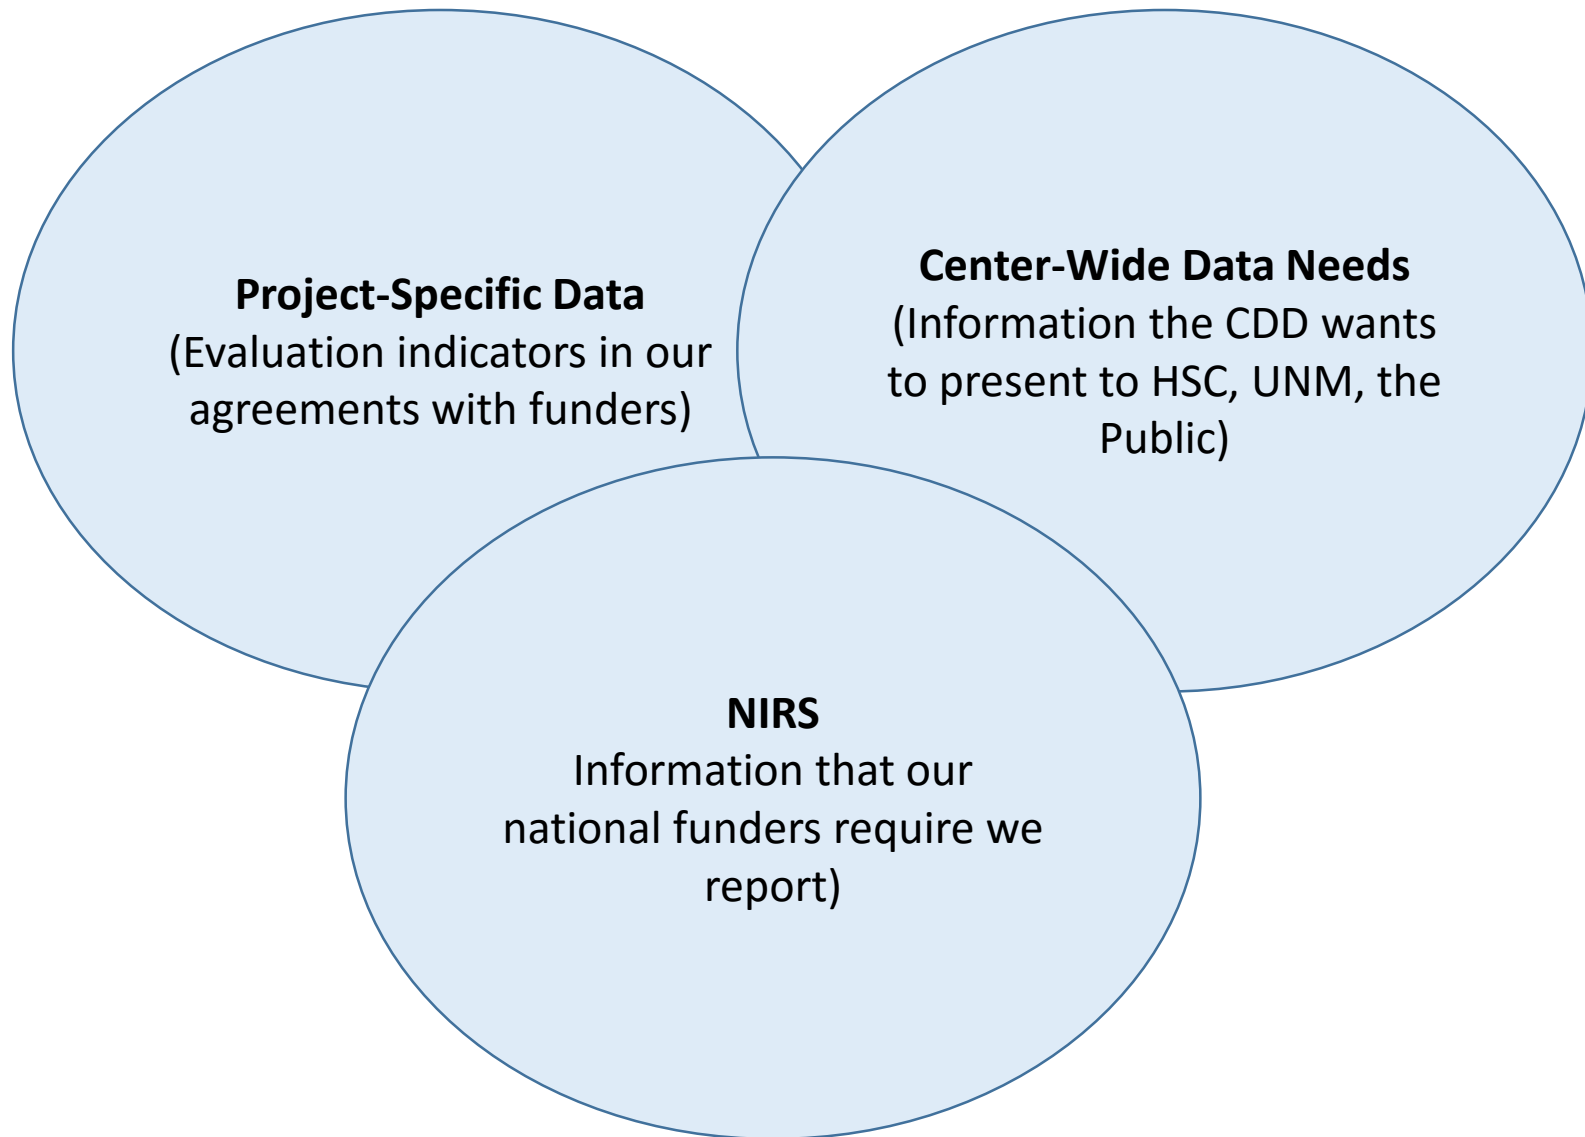 Project-Specific Data
(Evaluation indicators in our
agreements with funders)
Center-Wide Data Needs
(Information the CDD wants
to present to HSC, UNM, the
Public)
NIRS
Information that our
national funders require we
report)